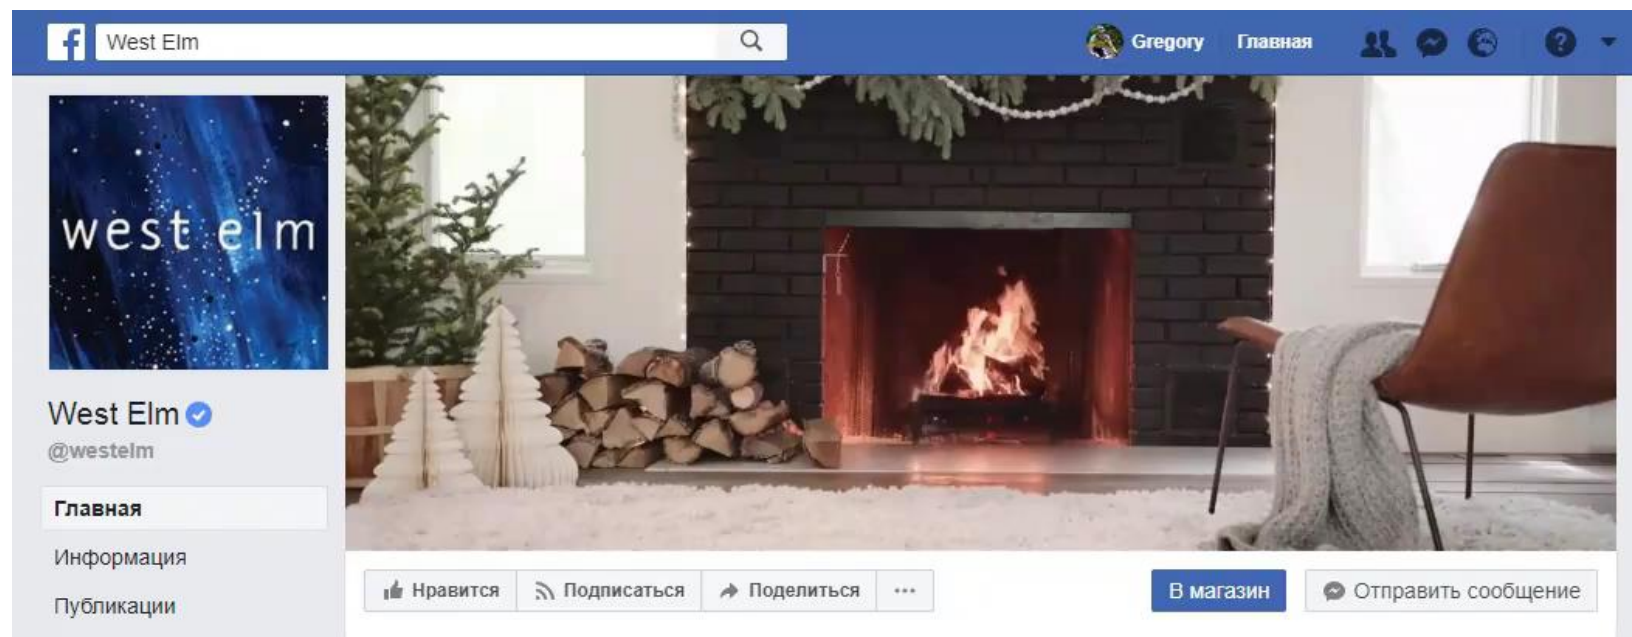 West Elm
Gregory Главная
west elm
West Elm
@westelm
Главная
Информация
Публикации
Нравится Подписаться Поделиться ...
В магазин Отправить сообщение